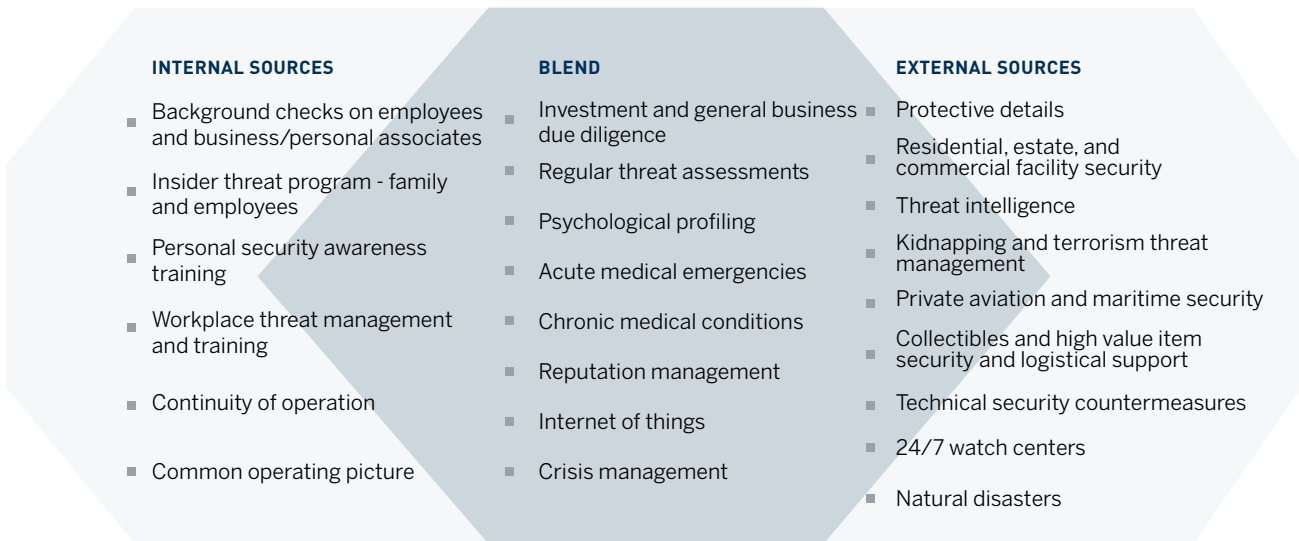 INTERNAL SOURCES
Background checks on employees
and business/personal associates
Insider threat program - family
and employees
Personal security awareness
training
Workplace threat management
and training
Continuity of operation
Common operating picture
BLEND
Investment and general business
due diligence
Regular threat assessments
Psychological profiling
Acute medical emergencies
Chronic medical conditions
Reputation management
Internet of things
Crisis management
EXTERNAL SOURCES
Protective details
Residential, estate, and
commercial facility security
Threat intelligence
Kidnapping and terrorism threat
management
Private aviation and maritime security
Collectibles and high value item
security and logistical support
Technical security countermeasures
24/7 watch centers
Natural disasters